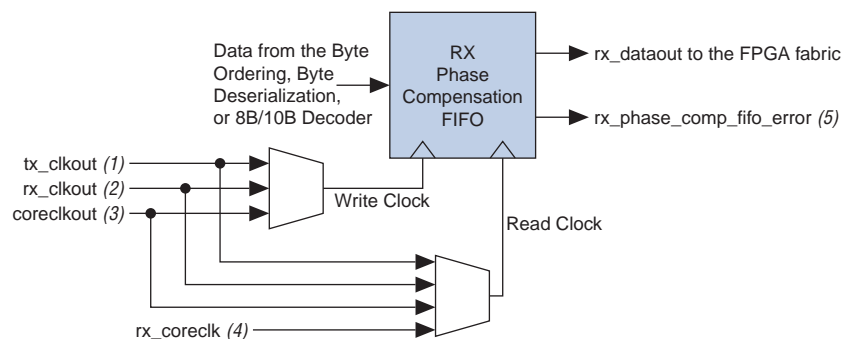 Data from the Byte
Ordering, Byte
Deserialization,
or 8B/10B Decoder
RX
Phase
Compensation
FIFO
rx_dataout to the FPGA fabric
rx_phase_comp_fifo_error (5)
tx_clkout (1)
rx_clkout (2)
coreclkout (3)
Write Clock
Read Clock
rx_coreclk (4)